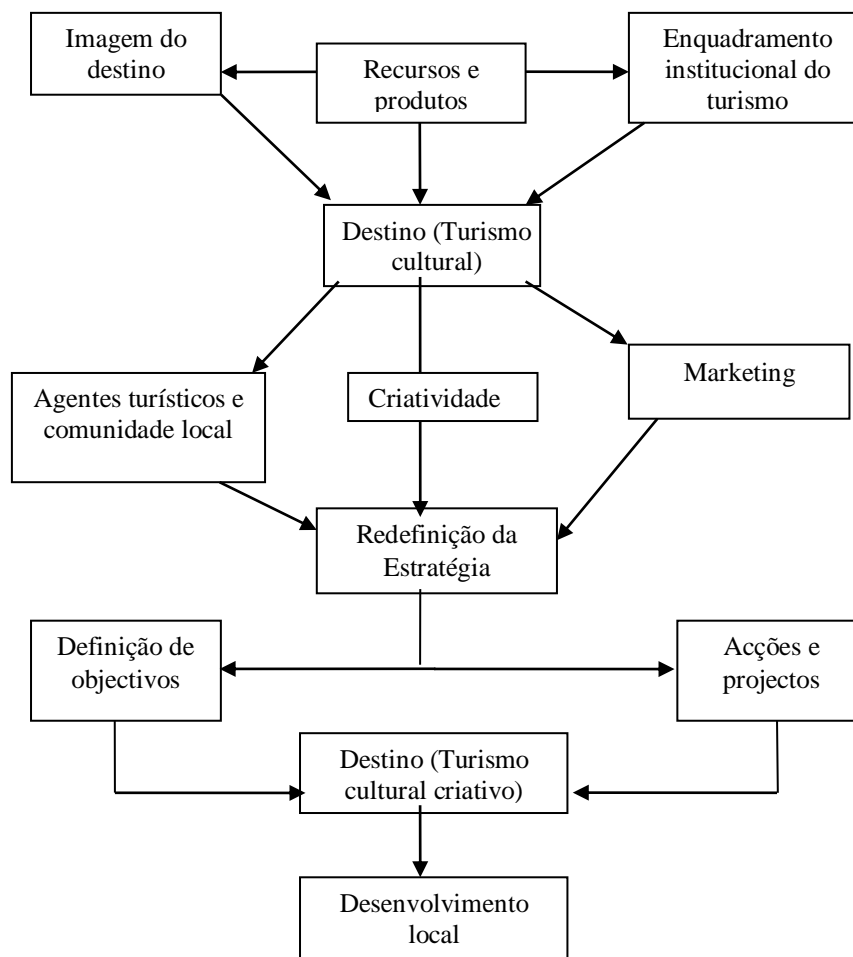 Imagem do
destino
Recursos e
produtos
Enquadramento
institucional do
turismo
Destino (Turismo
cultural)
Agentes turísticos e
comunidade local
Criatividade
Marketing
Redefinição da
Estratégia
Definição de
objectivos
Acções e
projectos
Destino (Turismo
cultural criativo)
Desenvolvimento
local